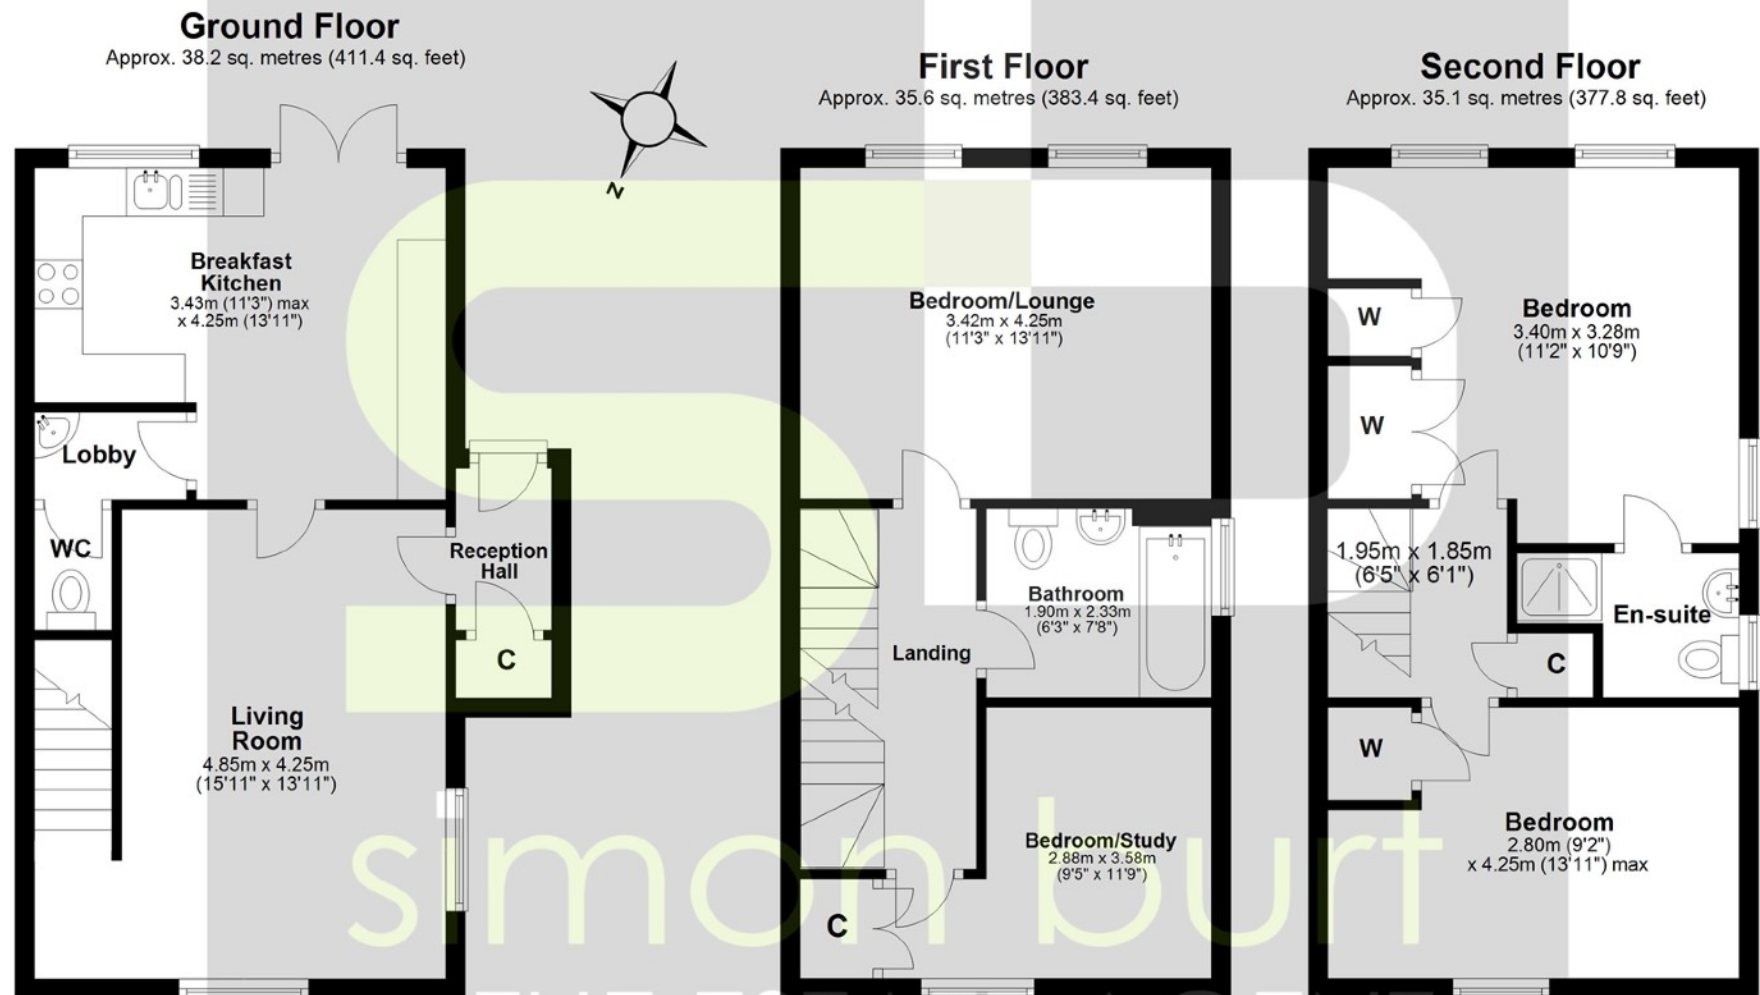 Ground Floor
Approx. 38.2 sq. metres (411.4 sq. feet)
Breakfast
Kitchen
3.43m (11'3") max
x 4.25m (13'11")
Lobby
WC
Reception
Hall
C
Living
Room
4.85m x 4.25m
(15'11" x 13'11")
N
First Floor
Approx. 35.6 sq. metres (383.4 sq. feet)
Bedroom/Lounge
3.42m x 4.25m
(11'3" x 13'11")
Bathroom
1.90m x 2.33m
(6'3" x 7'8")
Landing
Bedroom/Study
2.88m x 3.58m
(9'5" x 11'9")
C
Second Floor
Approx. 35.1 sq. metres (377.8 sq. feet)
W
Bedroom
3.40m x 3.28m
(11'2" x 10'9")
W
1.95m x 1.85m
(6'5" x 6'1")
En-suite
C
W
Bedroom
2.80m (9'2")
x 4.25m (13'11") max
simon burt